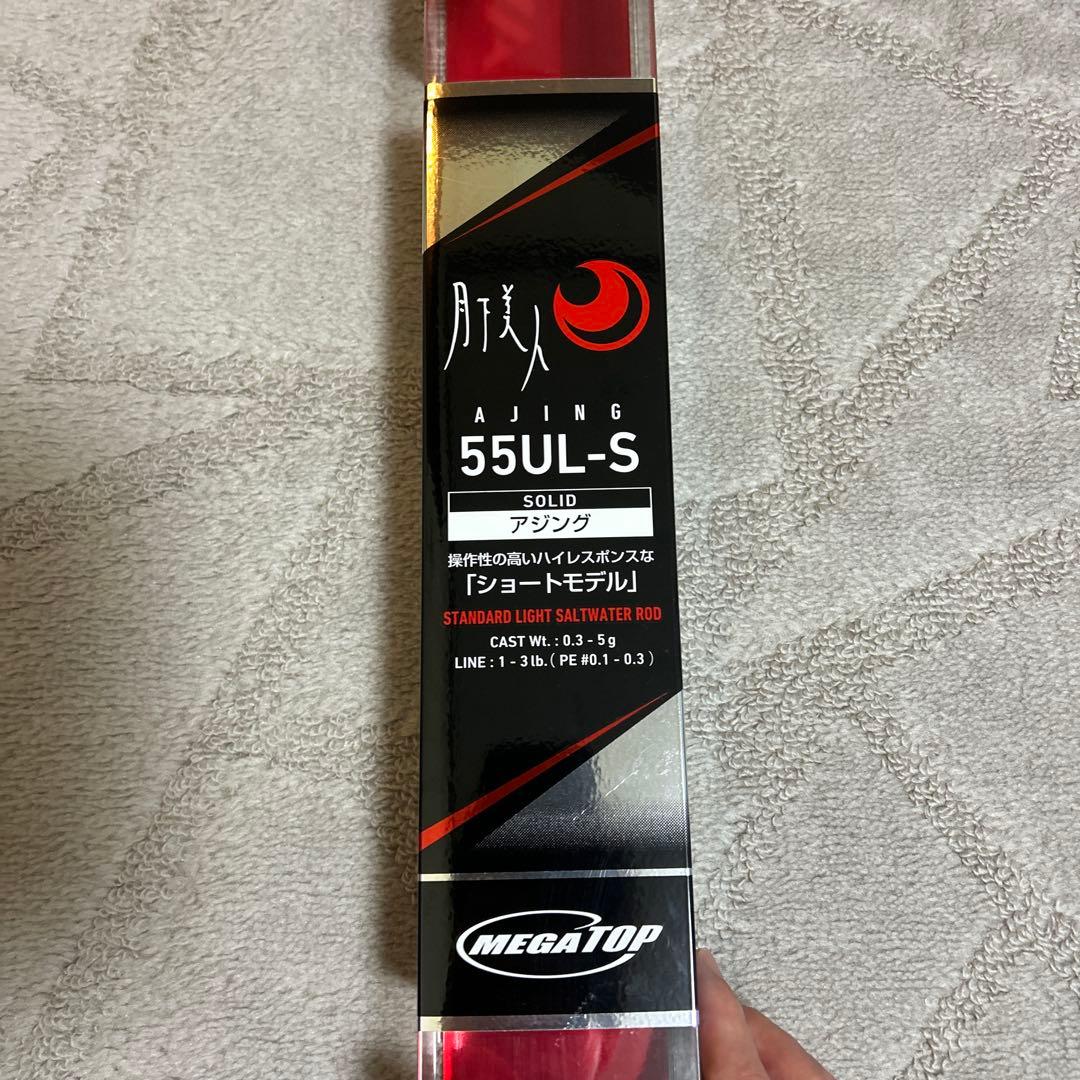 月下美人
AJING
55UL-S
SOLID
アジング
操作性の高いハイレスポンスな
「ショートモデル」
STANDARD LIGHT SALTWATER ROD
CAST Wt. : 0.3 - 5 g
LINE : 1 - 3 lb. ( PE #0.1 - 0.3 )
MEGATOP